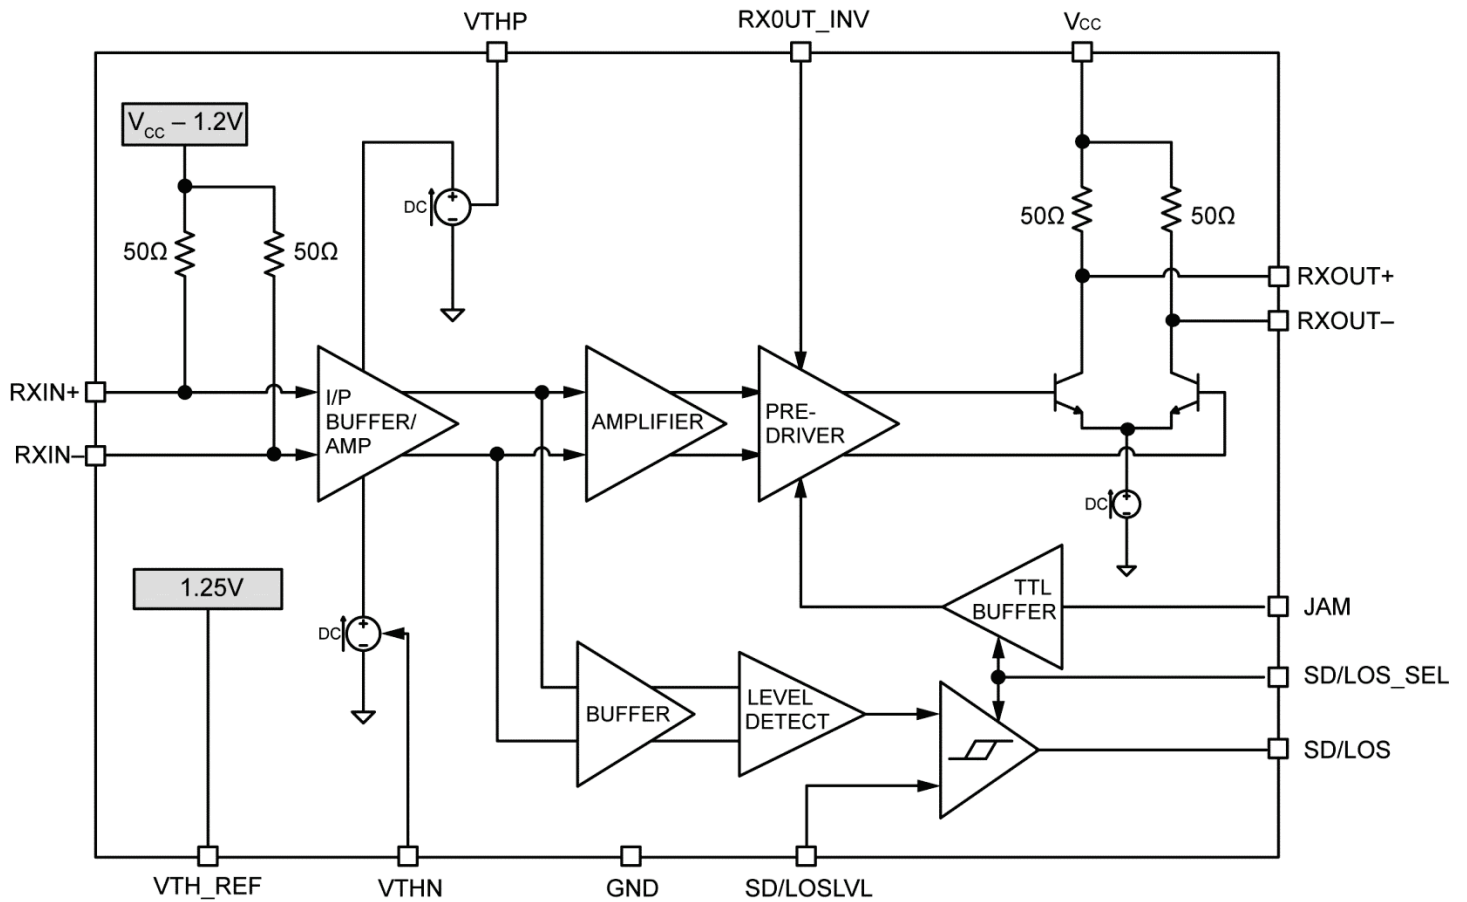 VTHP
RX0UT_INV
VCC
VCC – 1.2V
DC
+
–
50Ω
50Ω
50Ω
50Ω
RXOUT+
RXOUT–
RXIN+
RXIN–
I/P
BUFFER/
AMP
AMPLIFIER
PRE-
DRIVER
DC
+
–
1.25V
TTL
BUFFER
JAM
DC
+
–
SD/LOS_SEL
BUFFER
LEVEL
DETECT
SD/LOS
VTH_REF
VTHN
GND
SD/LOSLVL